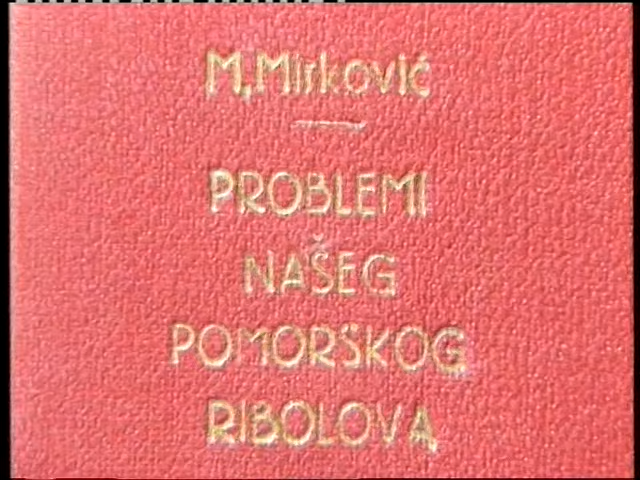 M. Mirković
PROBLEMI
NAŠEG
POMORSKOG
RIBOLOVA